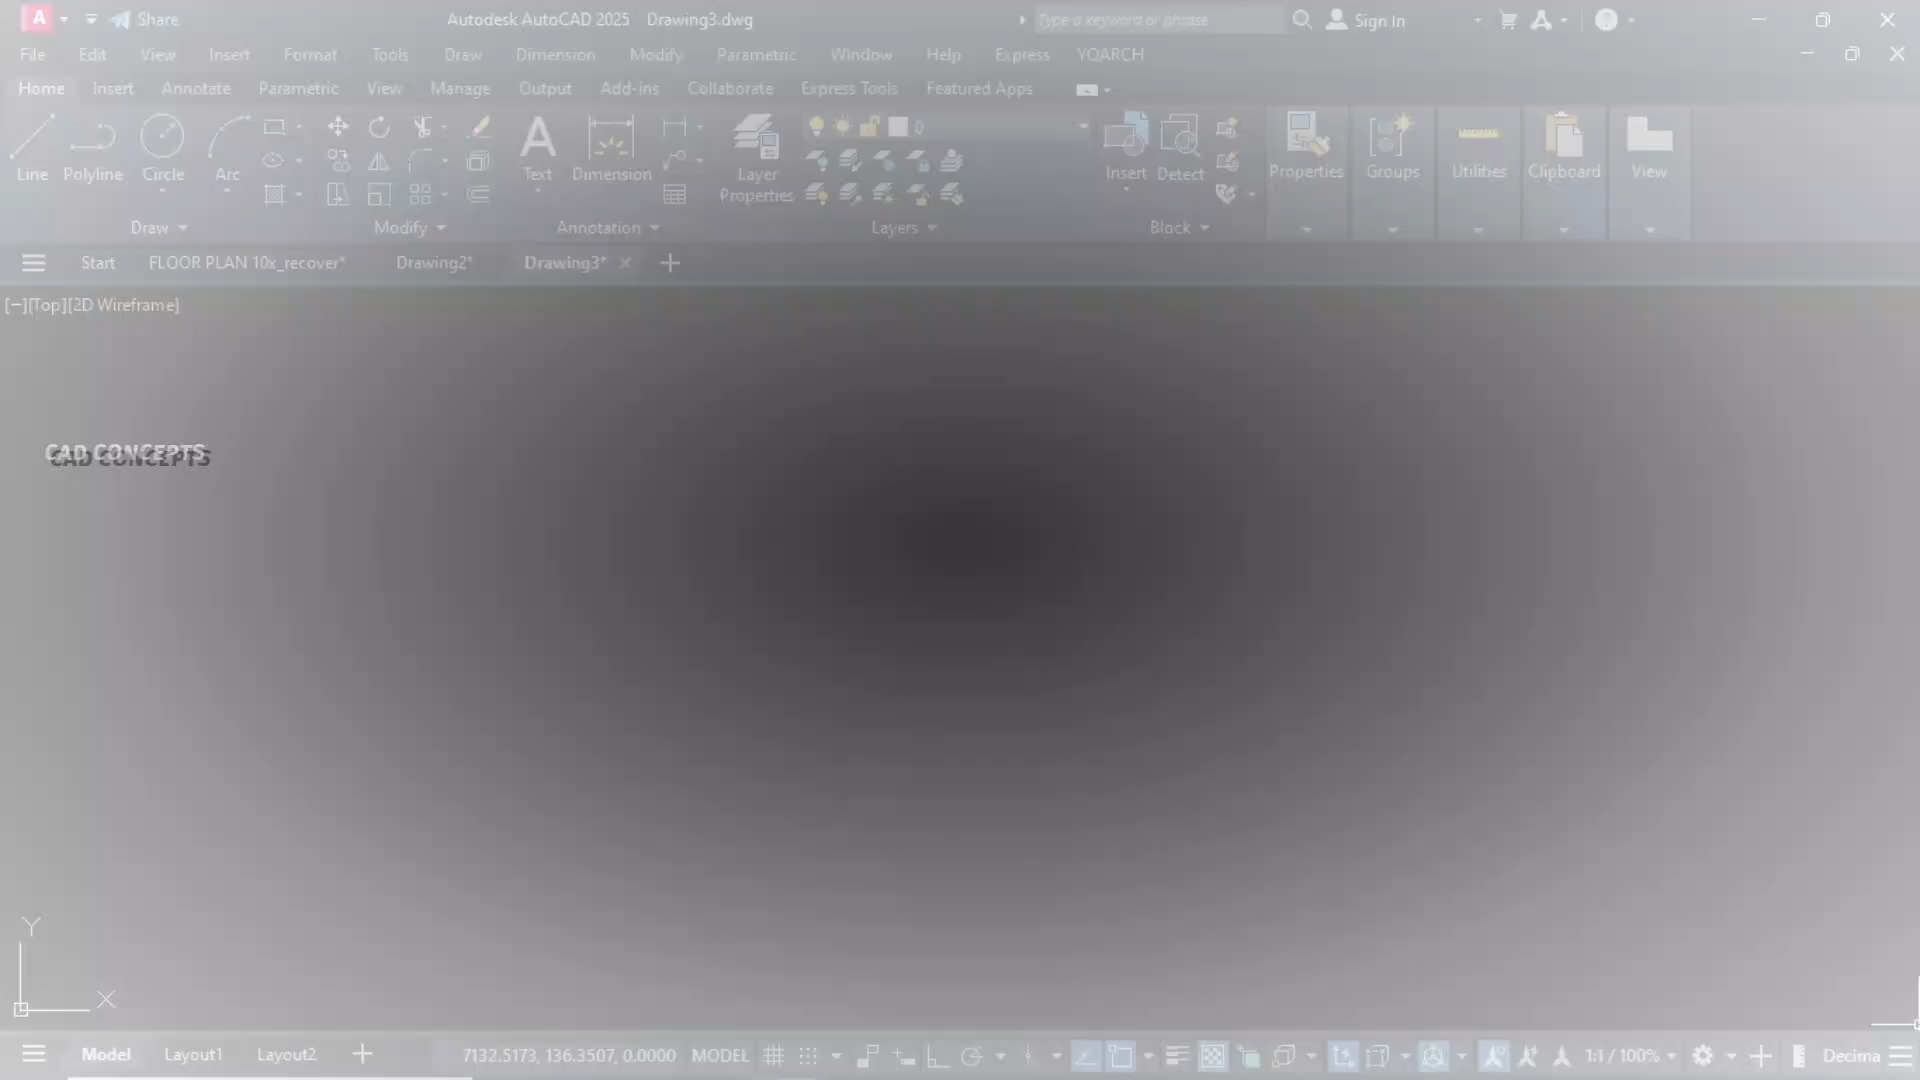 Share Autodesk AutoCAD 2025 Drawing3.dwg Type a keyword or phrase Sign In
File Edit View Insert Format Tools Draw Dimension Modify Parametric Window Help Express YQARCH
Home Insert Annotate Parametric View Manage Output Add-ins Collaborate Express Tools Featured Apps
Line Polyline Circle Arc Text Dimension Layer Properties Insert Detect Properties Groups Utilities Clipboard View
Draw Modify Annotation Layers Block
Start FLOOR PLAN 10x_recover* Drawing2* Drawing3*
[−][Top][2D Wireframe]
CAD CONCEPTS
Y
X
Model Layout1 Layout2 7132.5173, 136.3507, 0.0000 MODEL 1:1 / 100% Decima